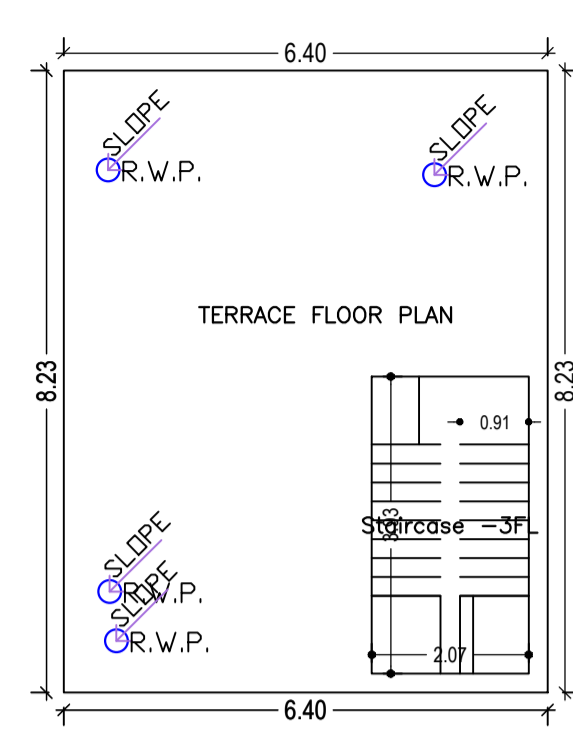 6.40
SLOPE
R.W.P.
SLOPE
R.W.P.
TERRACE FLOOR PLAN
8.23
8.23
0.91
Staircase -3FL
SLOPE
R.W.P.
SLOPE
R.W.P.
2.07
6.40